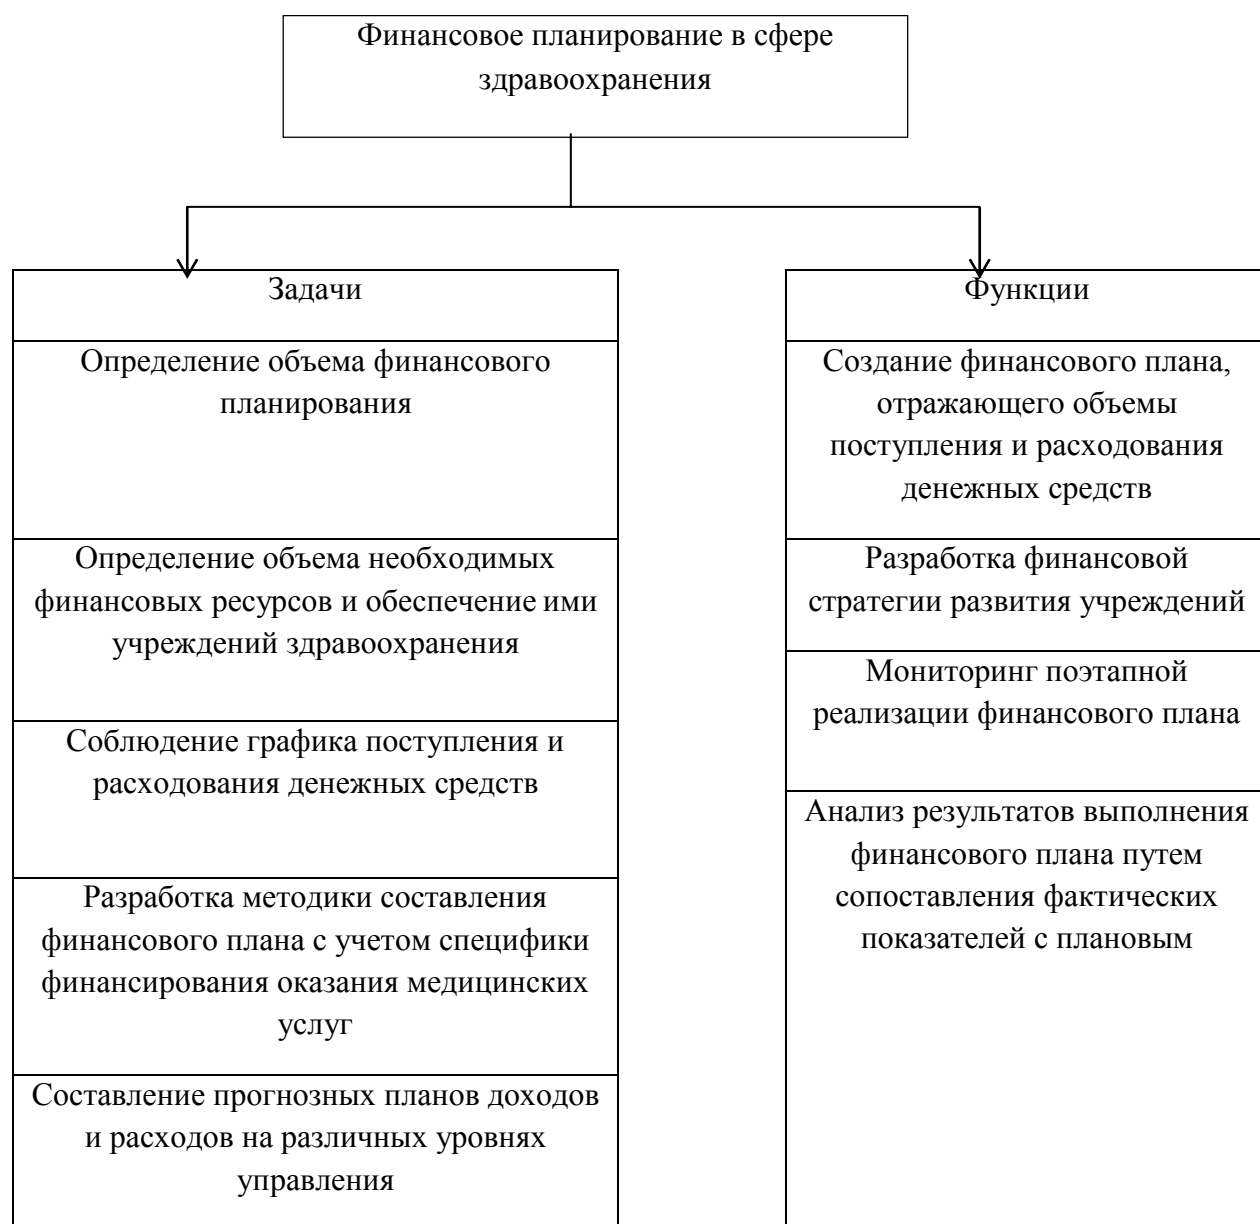 Финансовое планирование в сфере
здравоохранения
Задачи
Определение объема финансового
планирования
Определение объема необходимых
финансовых ресурсов и обеспечение ими
учреждений здравоохранения
Соблюдение графика поступления и
расходования денежных средств
Разработка методики составления
финансового плана с учетом специфики
финансирования оказания медицинских
услуг
Составление прогнозных планов доходов
и расходов на различных уровнях
управления
Функции
Создание финансового плана,
отражающего объемы
поступления и расходования
денежных средств
Разработка финансовой
стратегии развития учреждений
Мониторинг поэтапной
реализации финансового плана
Анализ результатов выполнения
финансового плана путем
сопоставления фактических
показателей с плановым